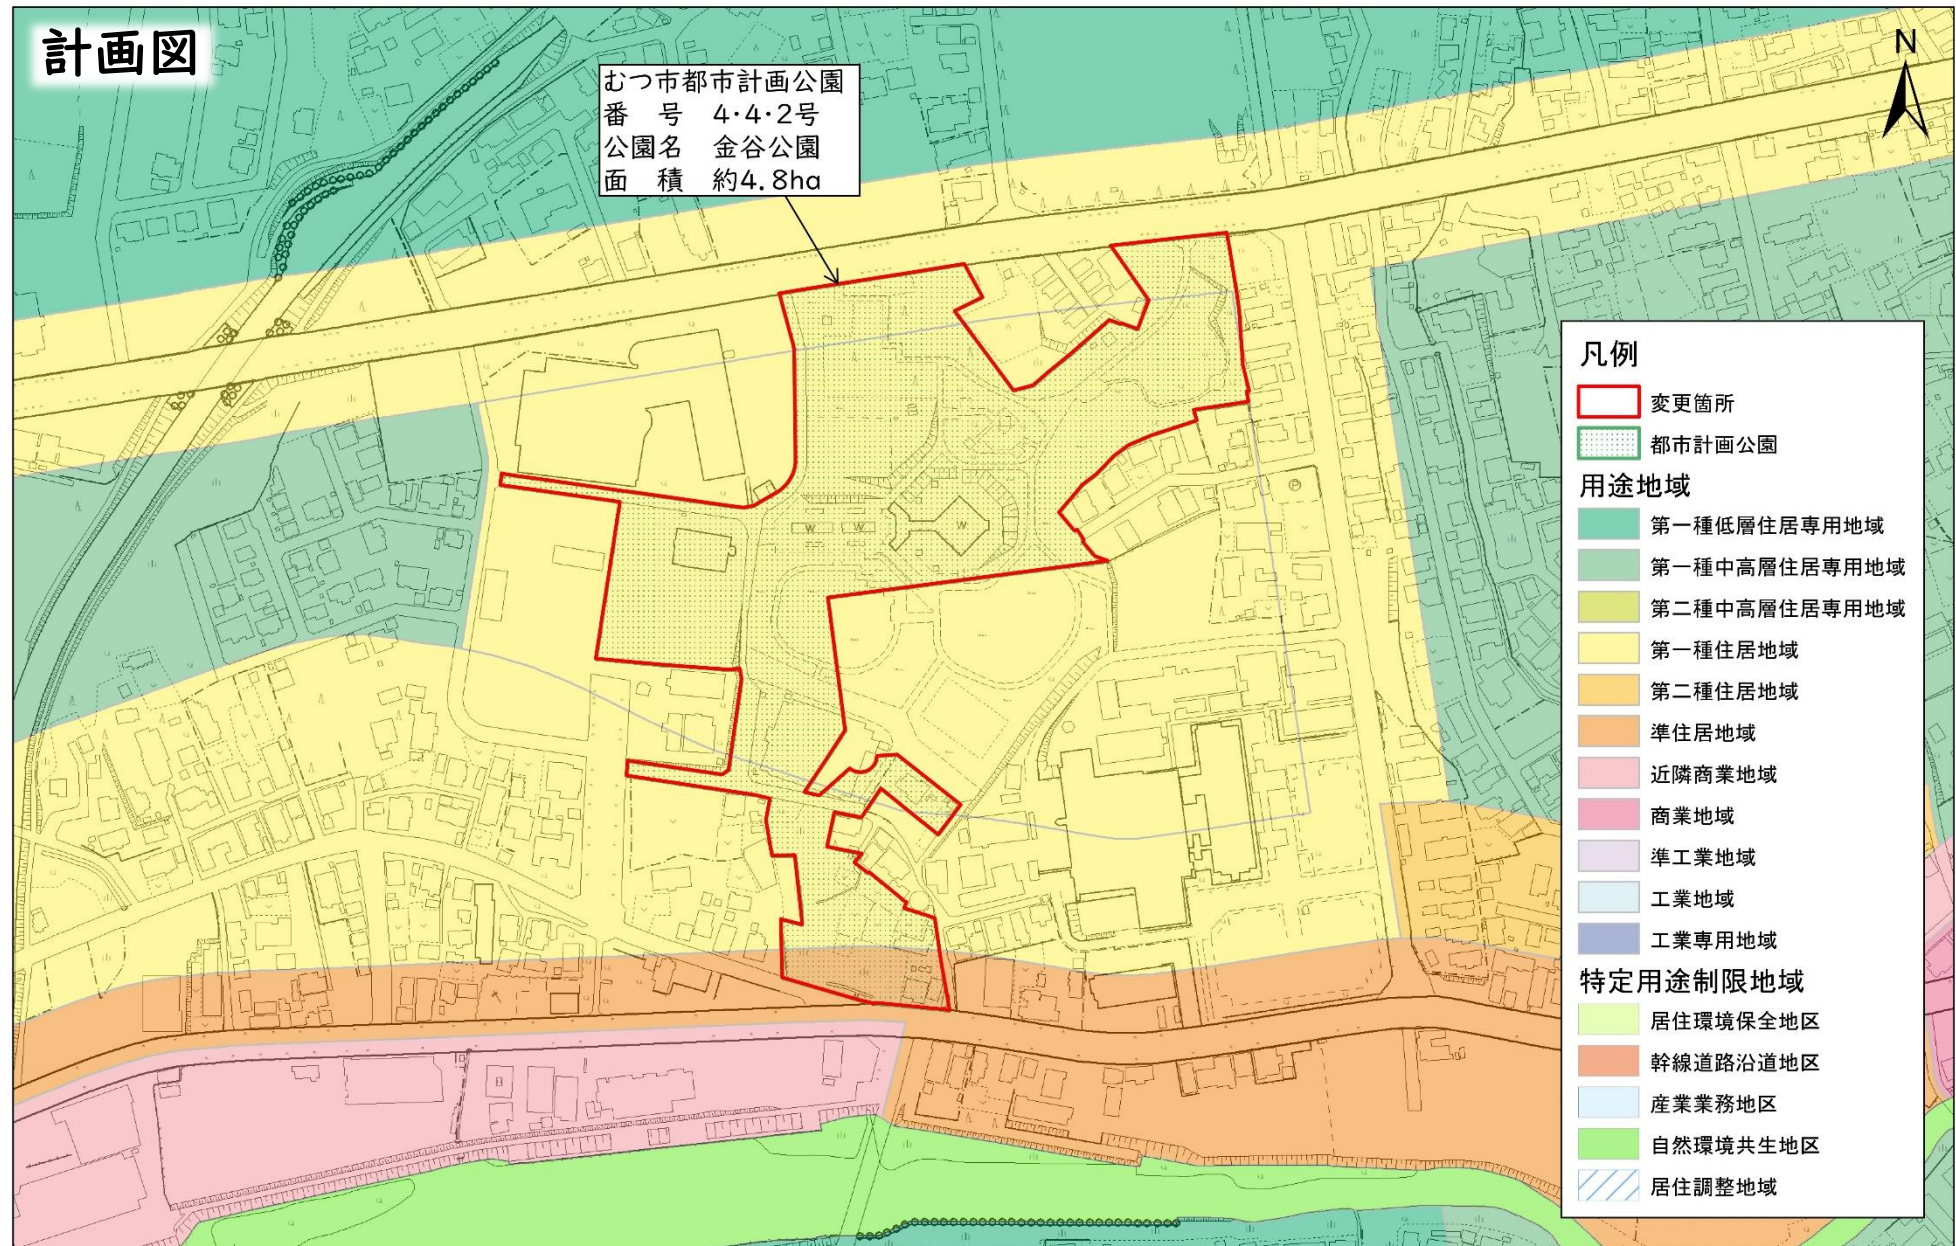 計画図
むつ市都市計画公園
番　号　4・4・2号
公園名　金谷公園
面　積　約4.8ha
N
凡例
変更箇所
都市計画公園
用途地域
第一種低層住居専用地域
第一種中高層住居専用地域
第二種中高層住居専用地域
第一種住居地域
第二種住居地域
準住居地域
近隣商業地域
商業地域
準工業地域
工業地域
工業専用地域
特定用途制限地域
居住環境保全地区
幹線道路沿道地区
産業業務地区
自然環境共生地区
居住調整地域
W
W
W
P